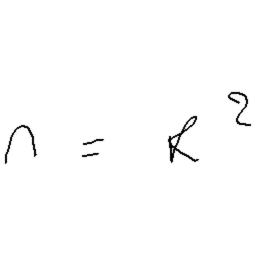 n = k²